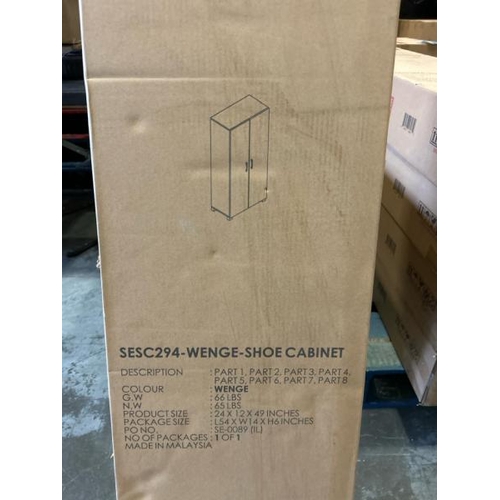 SESC294-WENGE-SHOE CABINET
DESCRIPTION : PART 1, PART 2, PART 3, PART 4,
PART 5, PART 6, PART 7, PART 8
COLOUR : WENGE
G.W : 66 LBS
N.W : 65 LBS
PRODUCT SIZE : 24 X 12 X 49 INCHES
PACKAGE SIZE : L54 X W14 X H6 INCHES
PO NO. : SE-0089 (II.)
NO OF PACKAGES : 1 OF 1
MADE IN MALAYSIA